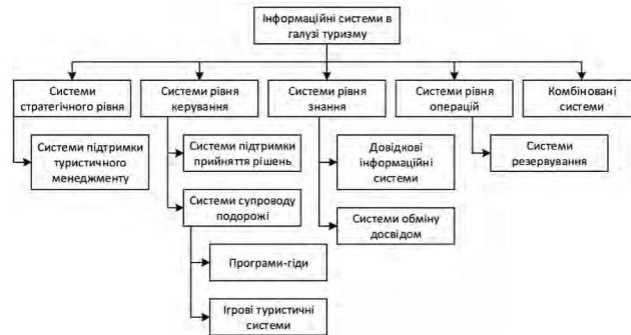 Інформаційні системи в
галузі туризму
Системи
стратегічного рівня
Системи рівня
керування
Системи рівня
знання
Системи рівня
операцій
Комбіновані
системи
Системи підтримки
туристичного
менеджменту
Системи підтримки
прийняття рішень
Довідкові
інформаційні
системи
Системи
резервування
Системи супроводу
подорожі
Системи обміну
досвідом
Програми-гіди
Ігрові туристичні
системи